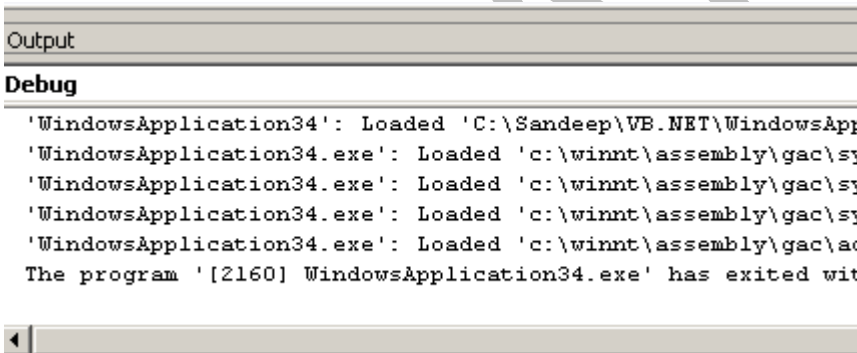 Output
Debug
'WindowsApplication34': Loaded 'C:\Sandeep\VB.NET\WindowsApp
'WindowsApplication34.exe': Loaded 'c:\winnt\assembly\gac\sy
'WindowsApplication34.exe': Loaded 'c:\winnt\assembly\gac\sy
'WindowsApplication34.exe': Loaded 'c:\winnt\assembly\gac\sy
'WindowsApplication34.exe': Loaded 'c:\winnt\assembly\gac\ac
The program '[2160] WindowsApplication34.exe' has exited wit